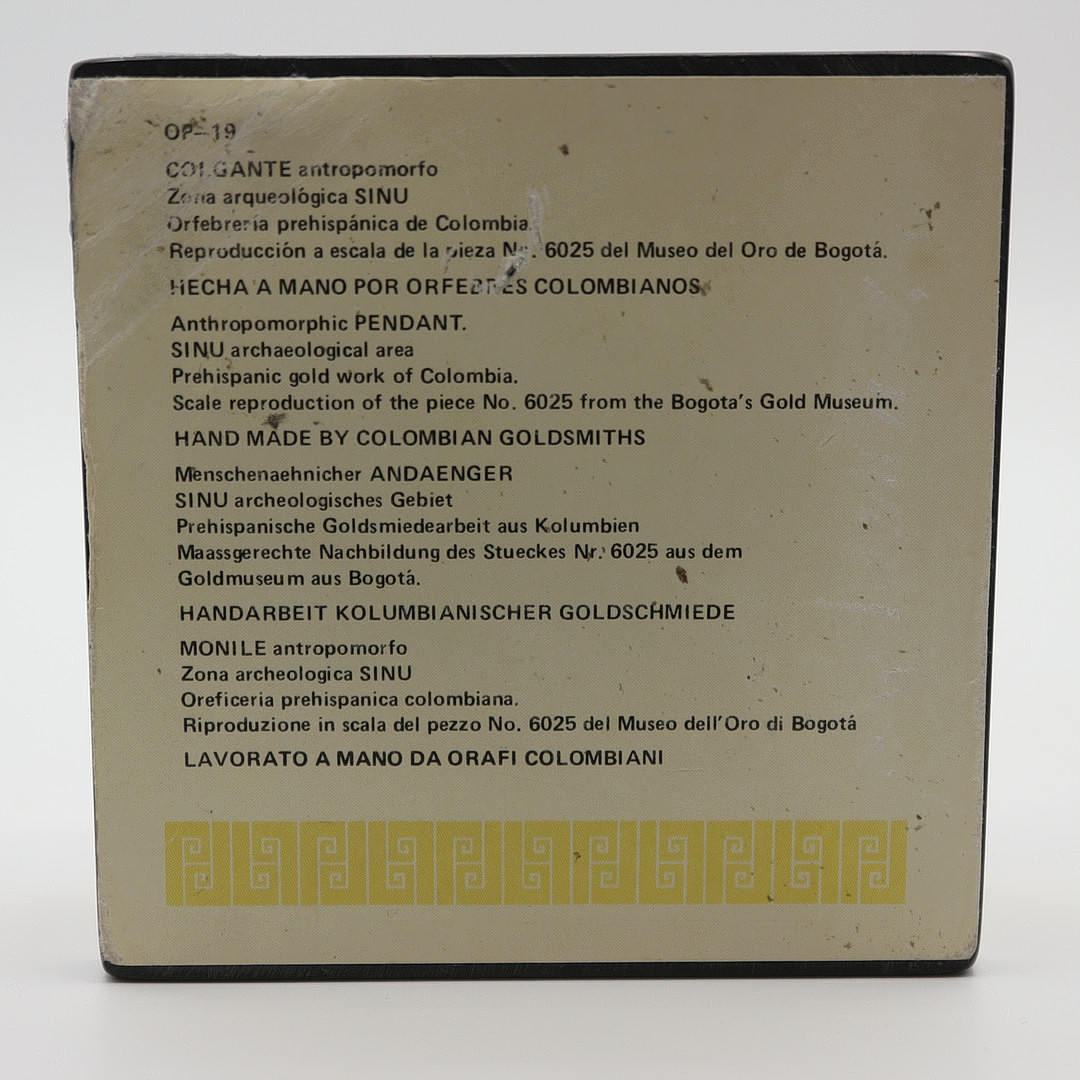 OP-19
COLGANTE antropomorfo
Zona arqueológica SINU
Orfebrería prehispánica de Colombia.
Reproducción a escala de la pieza No. 6025 del Museo del Oro de Bogotá.
HECHA A MANO POR ORFEBRES COLOMBIANOS
Anthropomorphic PENDANT.
SINU archaeological area
Prehispanic gold work of Colombia.
Scale reproduction of the piece No. 6025 from the Bogota's Gold Museum.
HAND MADE BY COLOMBIAN GOLDSMITHS
Menschenaehnicher ANDAENGER
SINU archeologisches Gebiet
Prehispanische Goldsmiedearbeit aus Kolumbien
Maassgerechte Nachbildung des Stueckes Nr. 6025 aus dem
Goldmuseum aus Bogotá.
HANDARBEIT KOLUMBIANISCHER GOLDSCHMIEDE
MONILE antropomorfo
Zona archeologica SINU
Oreficeria prehispanica colombiana.
Riproduzione in scala del pezzo No. 6025 del Museo dell'Oro di Bogotá
LAVORATO A MANO DA ORAFI COLOMBIANI